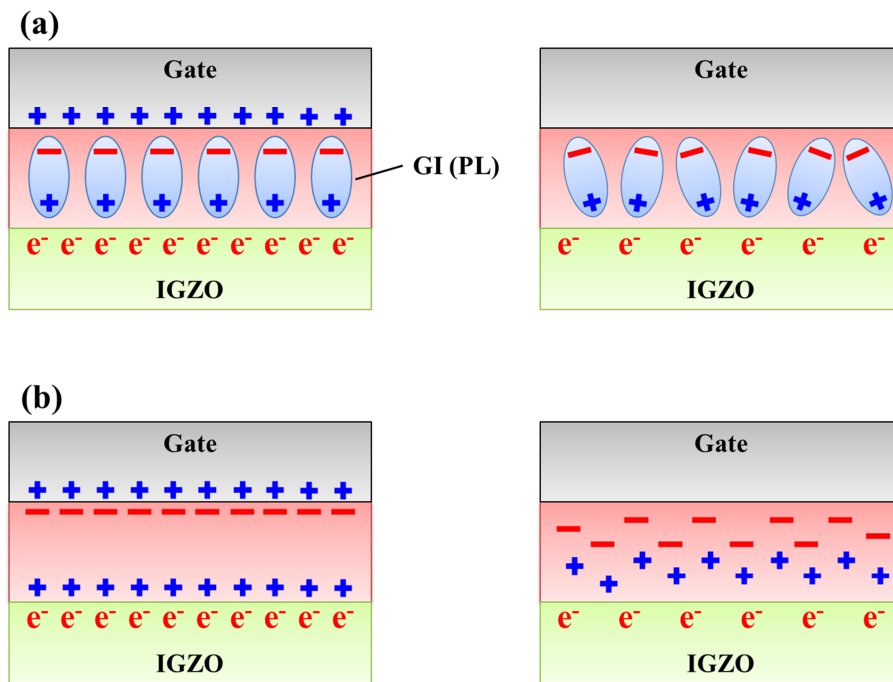 (a)
Gate
Gate
+ + + + + + + + + +
− − − − − −
− − − − − −
GI (PL)
+ + + + + +
+ + + + + +
e⁻ e⁻ e⁻ e⁻ e⁻ e⁻ e⁻ e⁻ e⁻ e⁻
e⁻ e⁻ e⁻ e⁻ e⁻ e⁻
IGZO
IGZO
(b)
Gate
Gate
+ + + + + + + + + +
− − − − − − − − − −
− − − − − − − − − −
+ + + + + + + + + +
+ + + + + + + + + +
e⁻ e⁻ e⁻ e⁻ e⁻ e⁻ e⁻ e⁻ e⁻ e⁻
e⁻ e⁻ e⁻ e⁻ e⁻ e⁻
IGZO
IGZO